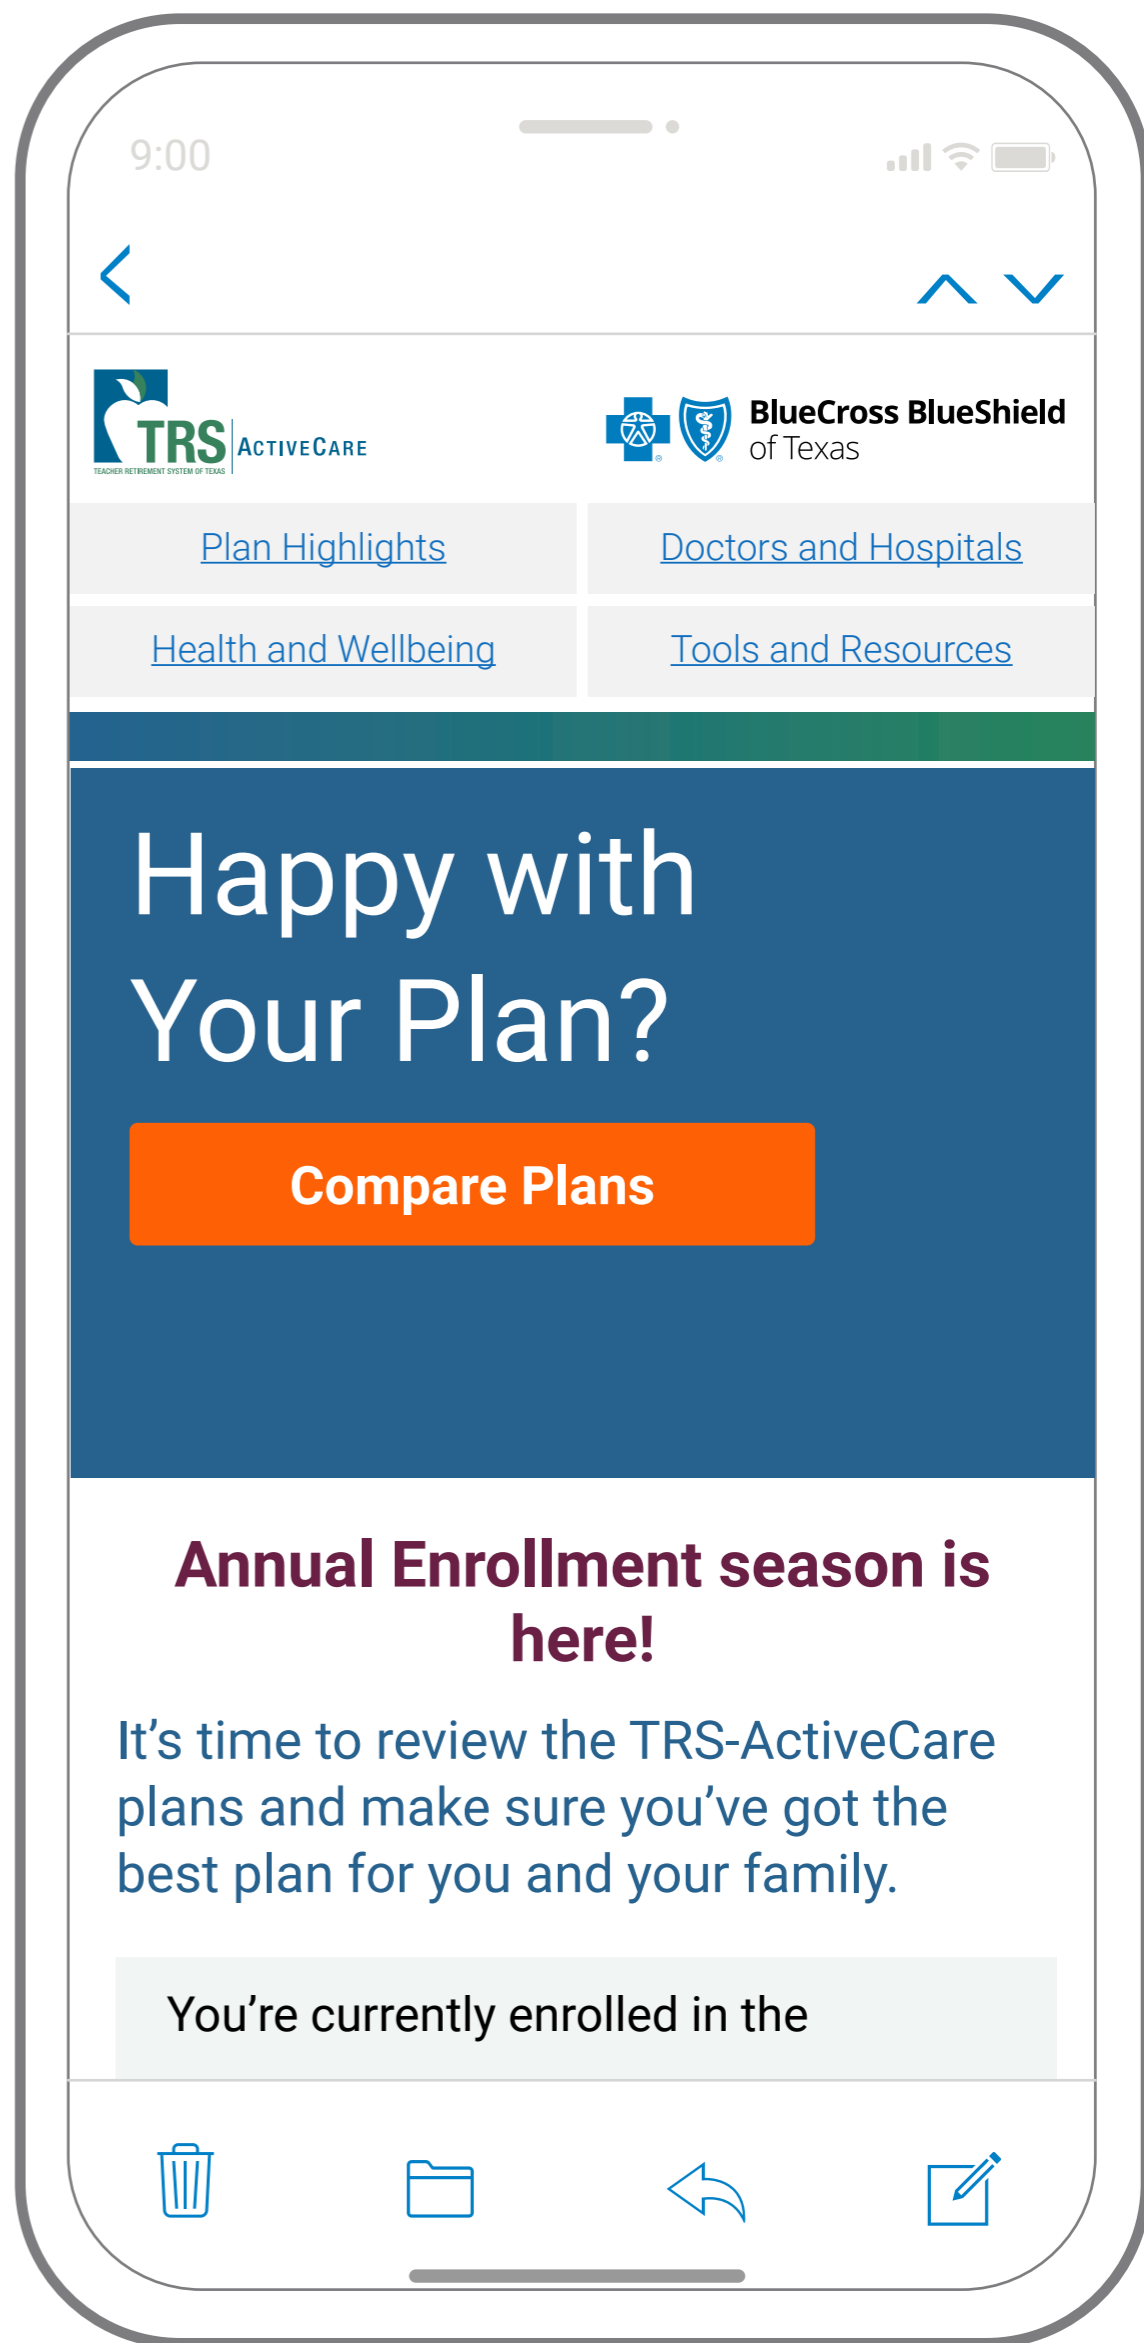 9:00
TRS ACTIVECARE
TEACHER RETIREMENT SYSTEM OF TEXAS
BlueCross BlueShield
of Texas
Plan Highlights
Doctors and Hospitals
Health and Wellbeing
Tools and Resources
Happy with
Your Plan?
Compare Plans
Annual Enrollment season is
here!
It’s time to review the TRS-ActiveCare
plans and make sure you’ve got the
best plan for you and your family.
You’re currently enrolled in the